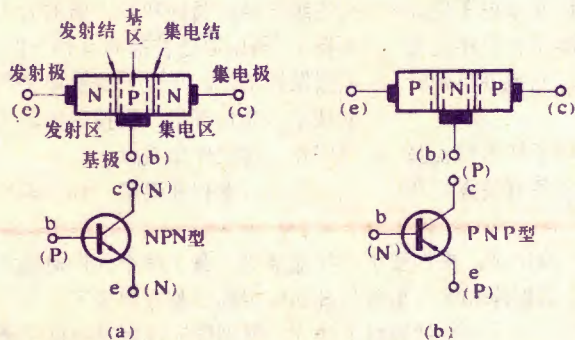 基区
发射结 集电结
发射极 集电极
N P N
(c) (c)
发射区 集电区
基极 (b)
c (N)
b
(P)
NPN型
e (N)
(a)
P N P
(e) (c)
(b)
(P)
c
b
(N)
PNP型
e
(P)
(b)